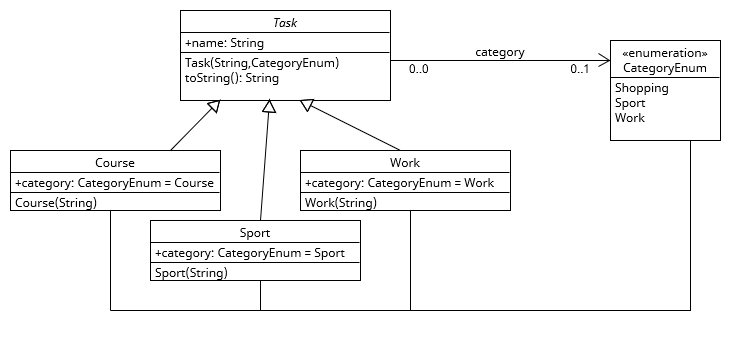 Task
+name: String
Task(String,CategoryEnum)
toString(): String
category
0..0
0..1
«enumeration»
CategoryEnum
Shopping
Sport
Work
Course
+category: CategoryEnum = Course
Course(String)
Work
+category: CategoryEnum = Work
Work(String)
Sport
+category: CategoryEnum = Sport
Sport(String)